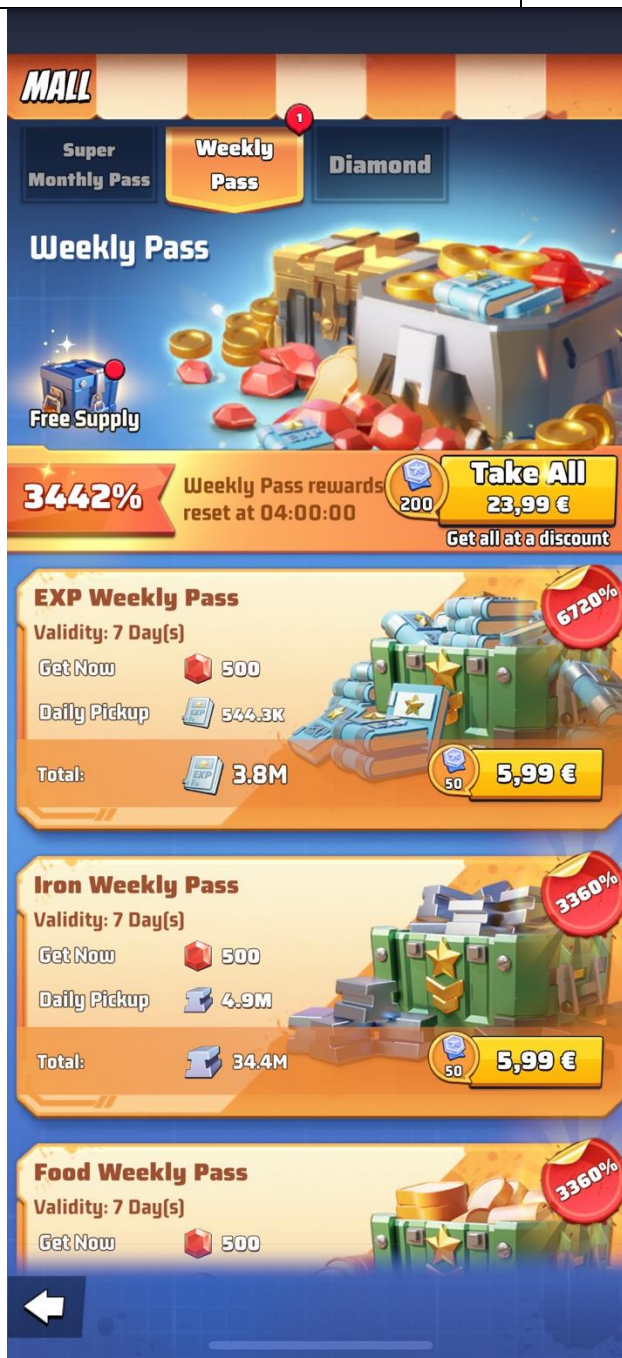 MALL
1
Super
Monthly Pass
Weekly
Pass
Diamond
Weekly Pass
Free Supply
3442%
Weekly Pass rewards
reset at 04:00:00
200
Take All
23,99 €
Get all at a discount
EXP Weekly Pass
6720%
Validity: 7 Day(s)
Get Now 500
Daily Pickup EXP 544.3K
Total: EXP 3.8M
50
5,99 €
Iron Weekly Pass
3360%
Validity: 7 Day(s)
Get Now 500
Daily Pickup 4.9M
Total: 34.4M
50
5,99 €
Food Weekly Pass
3360%
Validity: 7 Day(s)
Get Now 500